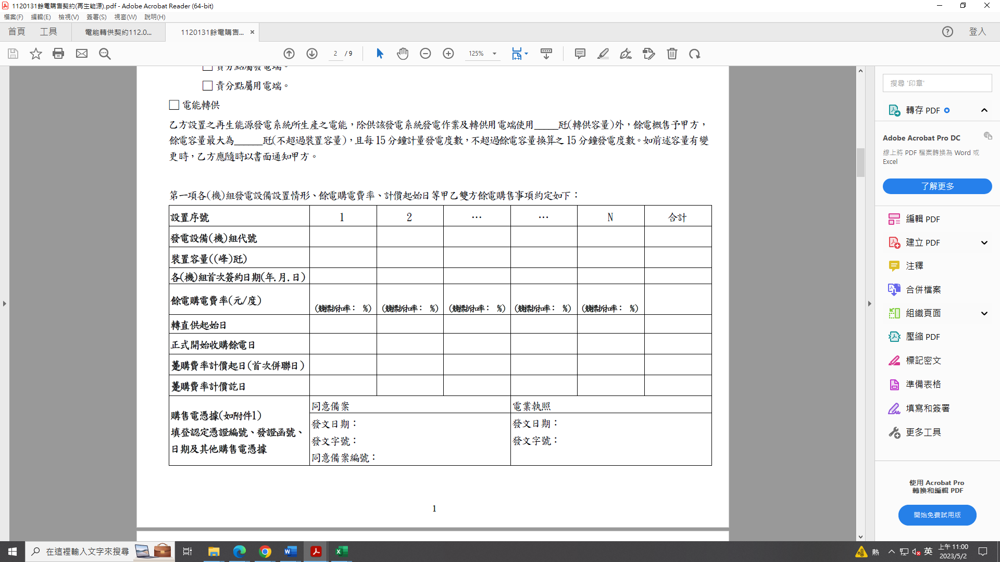 1120131餘電購售契約(再生能源).pdf - Adobe Acrobat Reader (64-bit)
檔案(F) 編輯(E) 檢視(V) 簽署(S) 視窗(W) 說明(H)
首頁 工具 電能轉供契約112.0... 1120131餘電購售... × 登入
2 / 9 125%
責分點屬發電端。
責分點屬用電端。
電能轉供
乙方設置之再生能源發電系統所生產之電能，除供該發電系統發電作業及轉供用電端使用_____瓩(轉供容量)外，餘電概售予甲方，
餘電容量最大為______瓩(不超過裝置容量)，且每 15 分鐘計量發電度數，不超過餘電容量換算之 15 分鐘發電度數。如前述容量有變
更時，乙方應隨時以書面通知甲方。
第一項各(機)組發電設備設置情形、餘電購電費率、計價起始日等甲乙雙方餘電購售事項約定如下：
設置序號 1 2 … … N 合計
發電設備(機)組代號
裝置容量((峰)瓩)
各(機)組首次簽約日期(年.月.日)
餘電購電費率(元/度) (競標折扣率： %) (競標折扣率： %) (競標折扣率： %) (競標折扣率： %) (競標折扣率： %)
轉直供起始日
正式開始收購餘電日
躉購費率計價起日(首次併聯日)
躉購費率計價訖日
購售電憑據(如附件1)
填登認定憑證編號、發證函號、
日期及其他購售電憑據
同意備案 電業執照
發文日期： 發文日期：
發文字號： 發文字號：
同意備案編號：
1
搜尋 '印章'
轉存 PDF
Adobe Acrobat Pro DC
線上將 PDF 檔案轉換為 Word 或
Excel
了解更多
編輯 PDF
建立 PDF
注釋
合併檔案
組織頁面
壓縮 PDF
標記密文
準備表格
填寫和簽署
更多工具
使用 Acrobat Pro
轉換和編輯 PDF
開始免費試用版
在這裡輸入文字來搜尋
熱 英 上午 11:00
2023/5/2